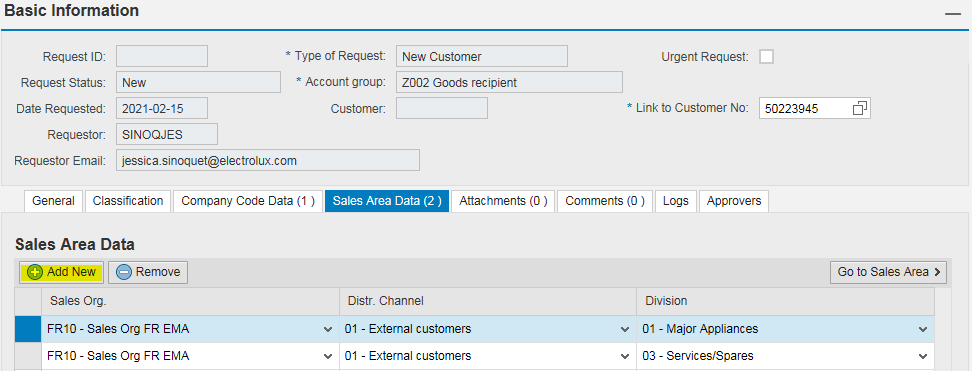 Basic Information
Request ID:
* Type of Request: New Customer
Urgent Request:
Request Status: New
* Account group: Z002 Goods recipient
Date Requested: 2021-02-15
Customer:
* Link to Customer No: 50223945
Requestor: SINOQJES
Requestor Email: jessica.sinoquet@electrolux.com
General Classification Company Code Data (1 ) Sales Area Data (2 ) Attachments (0 ) Comments (0 ) Logs Approvers
Sales Area Data
Add New Remove Go to Sales Area
Sales Org. Distr. Channel Division
FR10 - Sales Org FR EMA 01 - External customers 01 - Major Appliances
FR10 - Sales Org FR EMA 01 - External customers 03 - Services/Spares